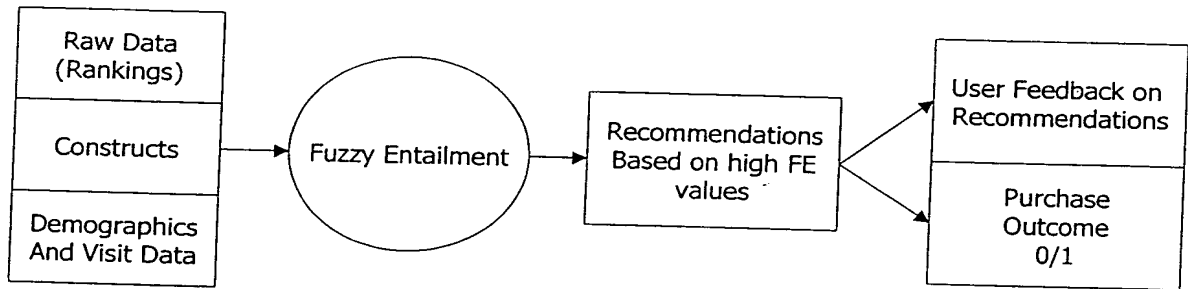 Raw Data
(Rankings)
Constructs
Demographics
And Visit Data
Fuzzy Entailment
Recommendations
Based on high FE
values
User Feedback on
Recommendations
Purchase
Outcome
0/1